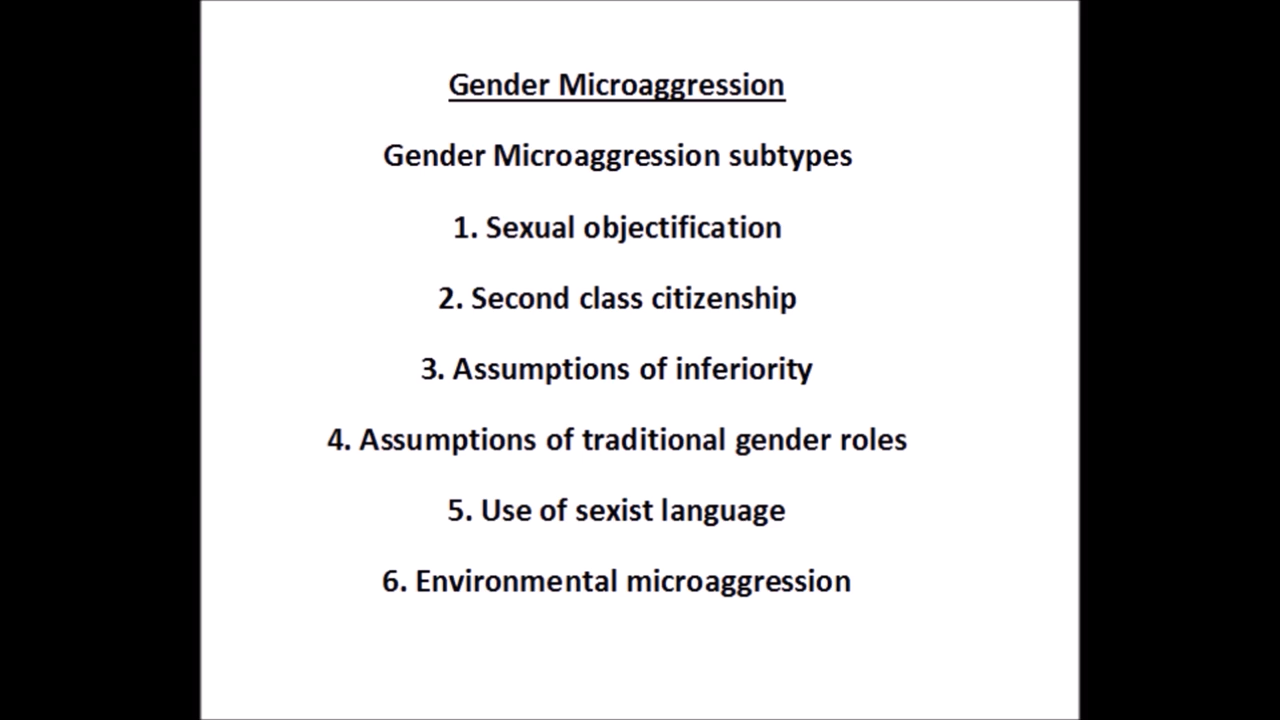 Gender Microaggression
Gender Microaggression subtypes
1. Sexual objectification
2. Second class citizenship
3. Assumptions of inferiority
4. Assumptions of traditional gender roles
5. Use of sexist language
6. Environmental microaggression